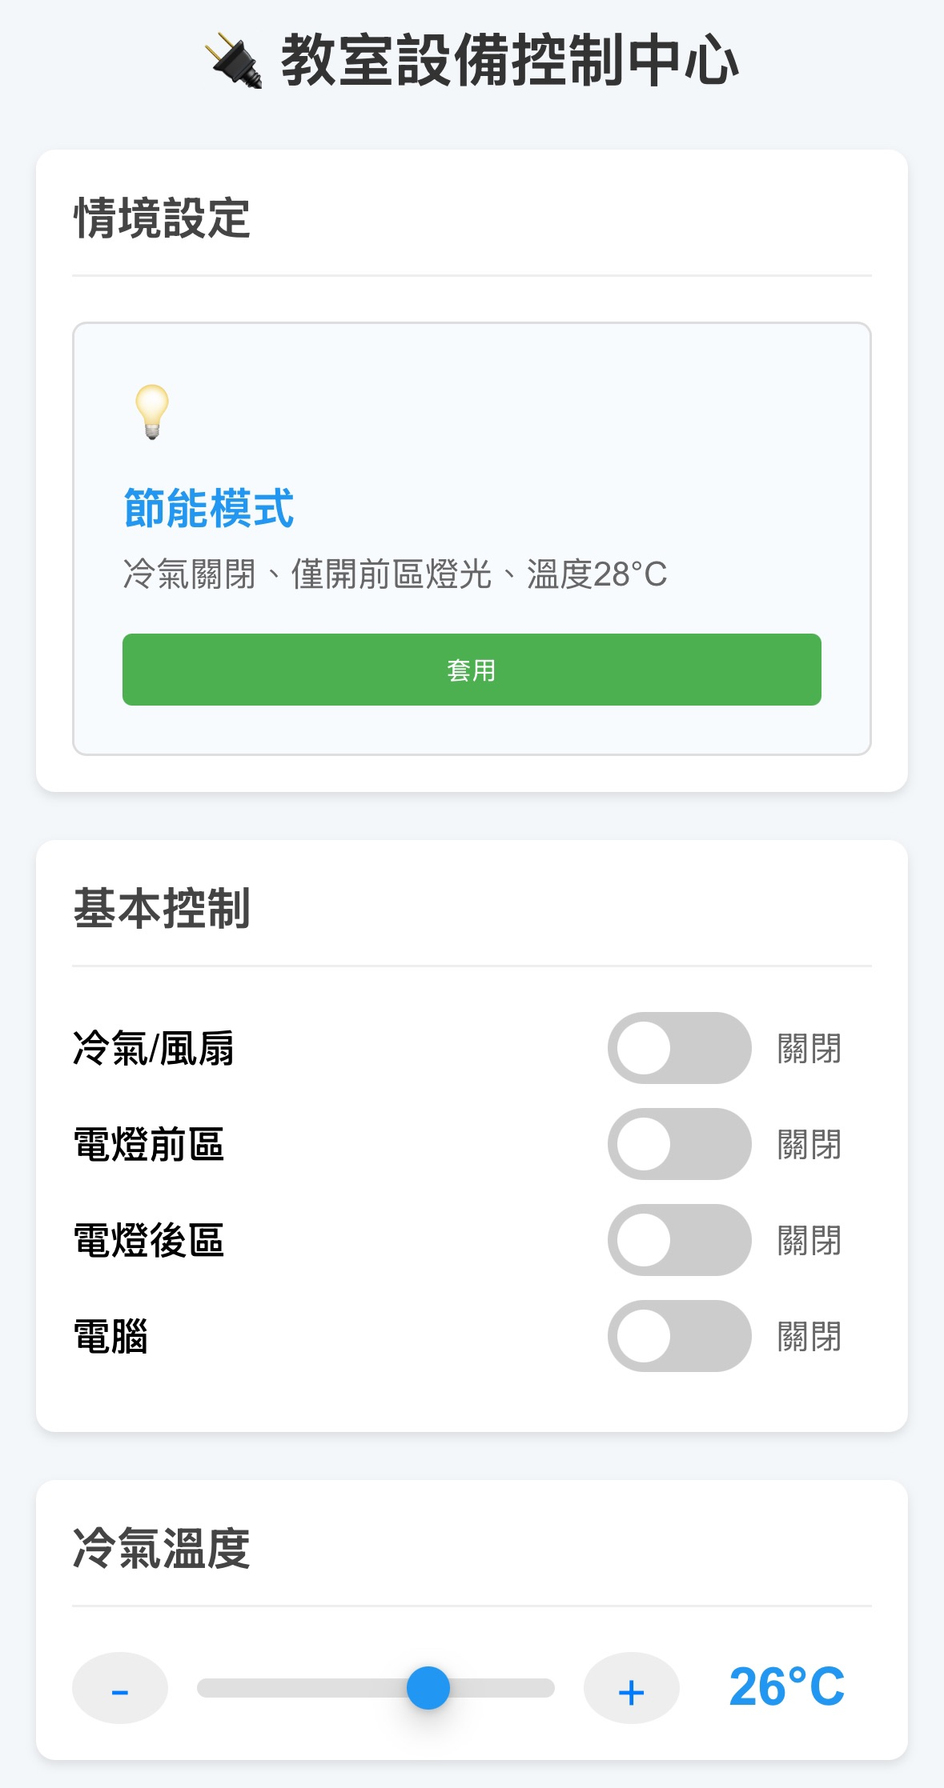 教室設備控制中心
情境設定
節能模式
冷氣關閉、僅開前區燈光、溫度28°C
套用
基本控制
冷氣/風扇 關閉
電燈前區 關閉
電燈後區 關閉
電腦 關閉
冷氣溫度
- + 26°C